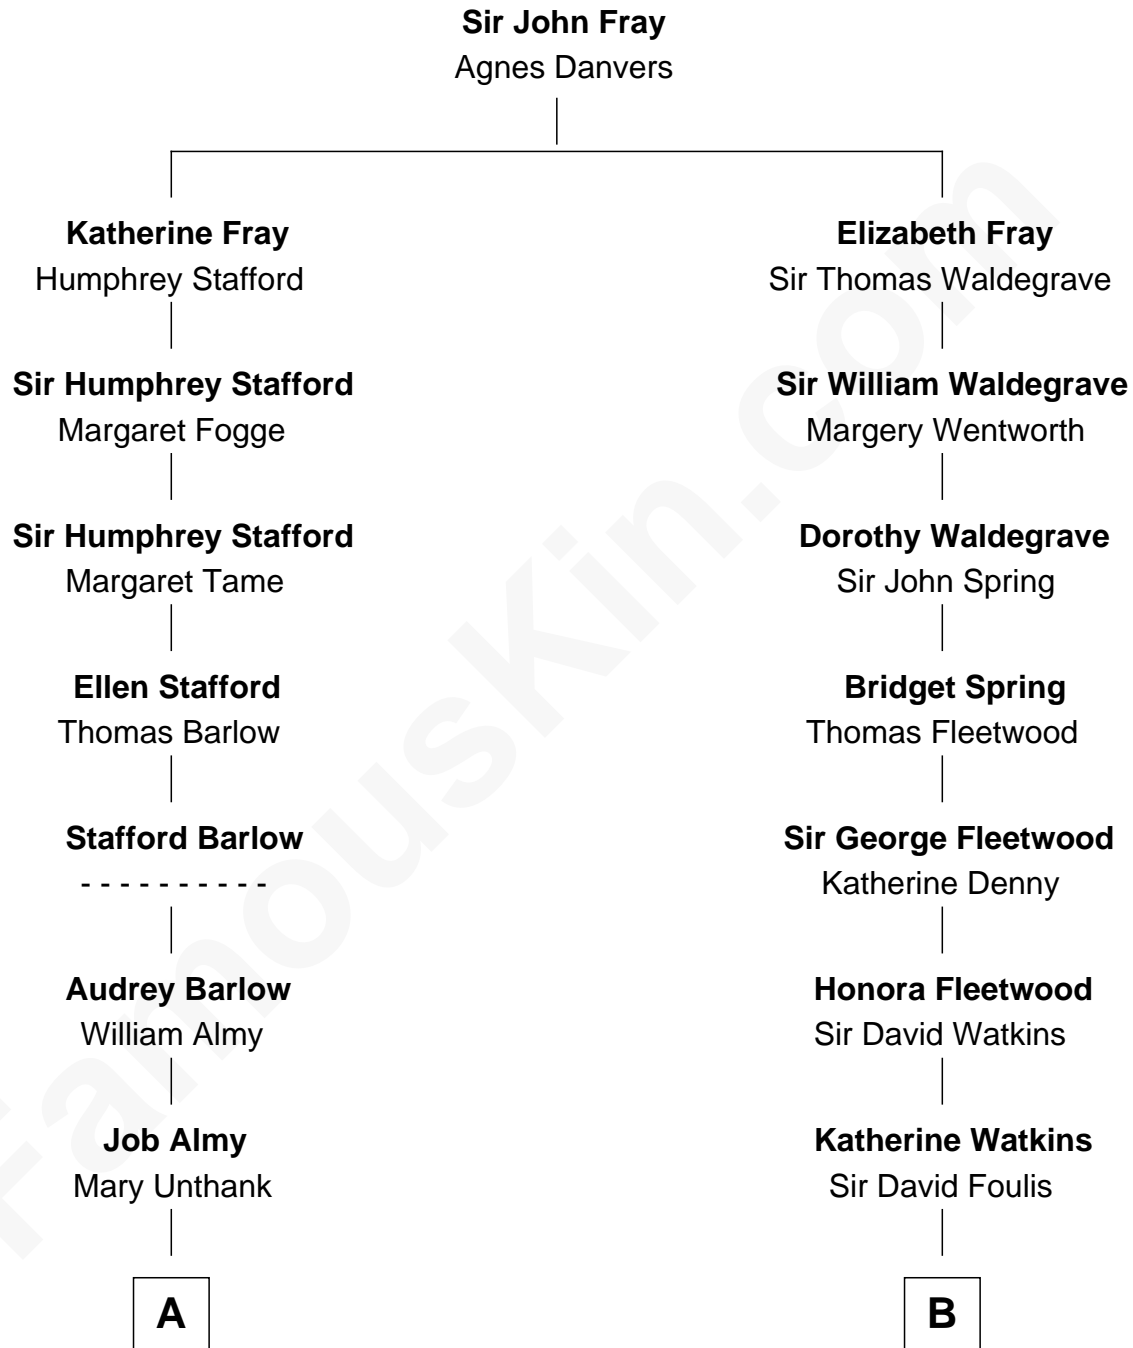 Sir John Fray
Agnes Danvers
Katherine Fray
Humphrey Stafford
Elizabeth Fray
Sir Thomas Waldegrave
Sir Humphrey Stafford
Margaret Fogge
Sir William Waldegrave
Margery Wentworth
Sir Humphrey Stafford
Margaret Tame
Dorothy Waldegrave
Sir John Spring
Ellen Stafford
Thomas Barlow
Bridget Spring
Thomas Fleetwood
Stafford Barlow
- - - - - - - - - -
Sir George Fleetwood
Katherine Denny
Audrey Barlow
William Almy
Honora Fleetwood
Sir David Watkins
Job Almy
Mary Unthank
Katherine Watkins
Sir David Foulis
A
B
FamousKin.com